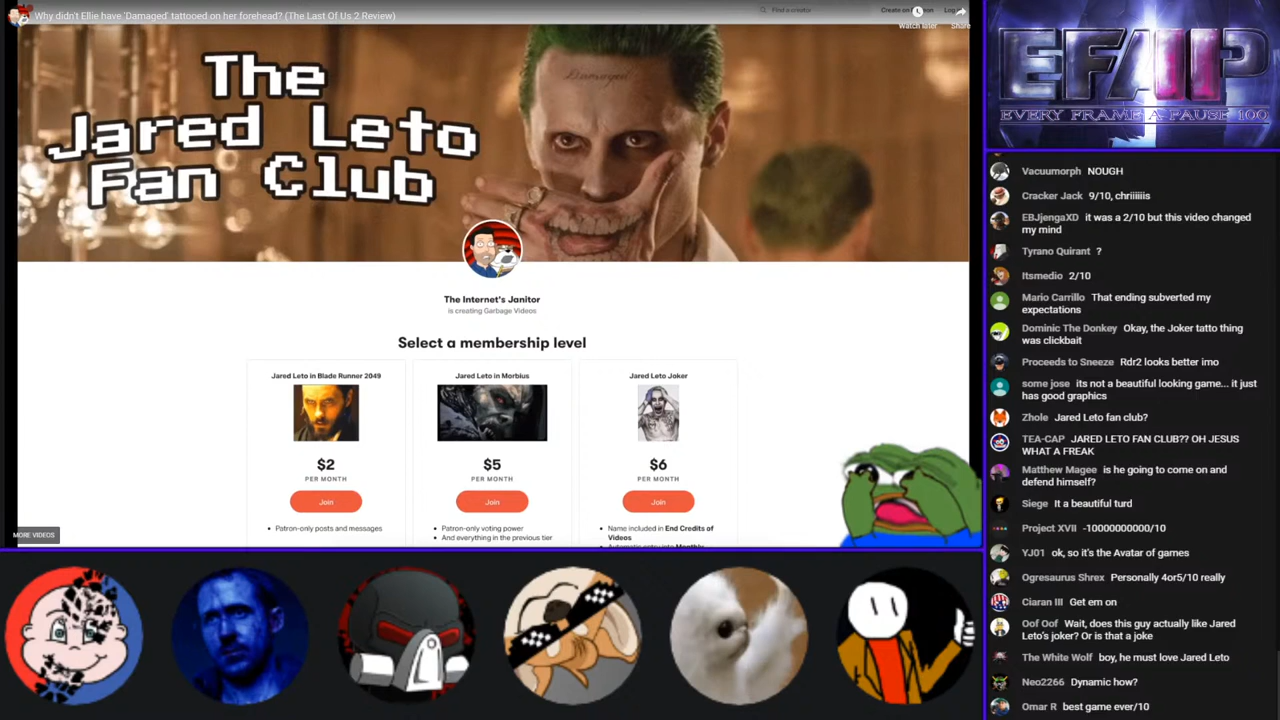 Why didn't Ellie have 'Damaged' tattooed on her forehead? (The Last Of Us 2 Review)
Find a creator
Create on
Log
Watch later
Share
Damaged
The
Jared Leto
Fan Club
The Internet's Janitor
is creating Garbage Videos
Select a membership level
Jared Leto in Blade Runner 2049
$2
PER MONTH
Join
• Patron-only posts and messages
Jared Leto in Morbius
$5
PER MONTH
Join
• Patron-only voting power
• And everything in the previous tier
Jared Leto Joker
$6
PER MONTH
Join
• Name included in End Credits of
Videos
MORE VIDEOS
EFAP
EVERY FRAME A PAUSE 100
Vacuumorph NOUGH
Cracker Jack 9/10, chriiiiiis
EBJjengaXD it was a 2/10 but this video changed
my mind
Tyrano Quirant ?
Itsmedio 2/10
Mario Carrillo That ending subverted my
expectations
Dominic The Donkey Okay, the Joker tatto thing
was clickbait
Proceeds to Sneeze Rdr2 looks better imo
some jose its not a beautiful looking game... it just
has good graphics
Zhole Jared Leto fan club?
TEA-CAP JARED LETO FAN CLUB?? OH JESUS
WHAT A FREAK
Matthew Magee is he going to come on and
defend himself?
Siege It a beautiful turd
Project XVII -10000000000/10
YJ01 ok, so it's the Avatar of games
Ogresaurus Shrex Personally 4or5/10 really
Ciaran III Get em on
Oof Oof Wait, does this guy actually like Jared
Leto's joker? Or is that a joke
The White Wolf boy, he must love Jared Leto
Neo2266 Dynamic how?
Omar R best game ever/10